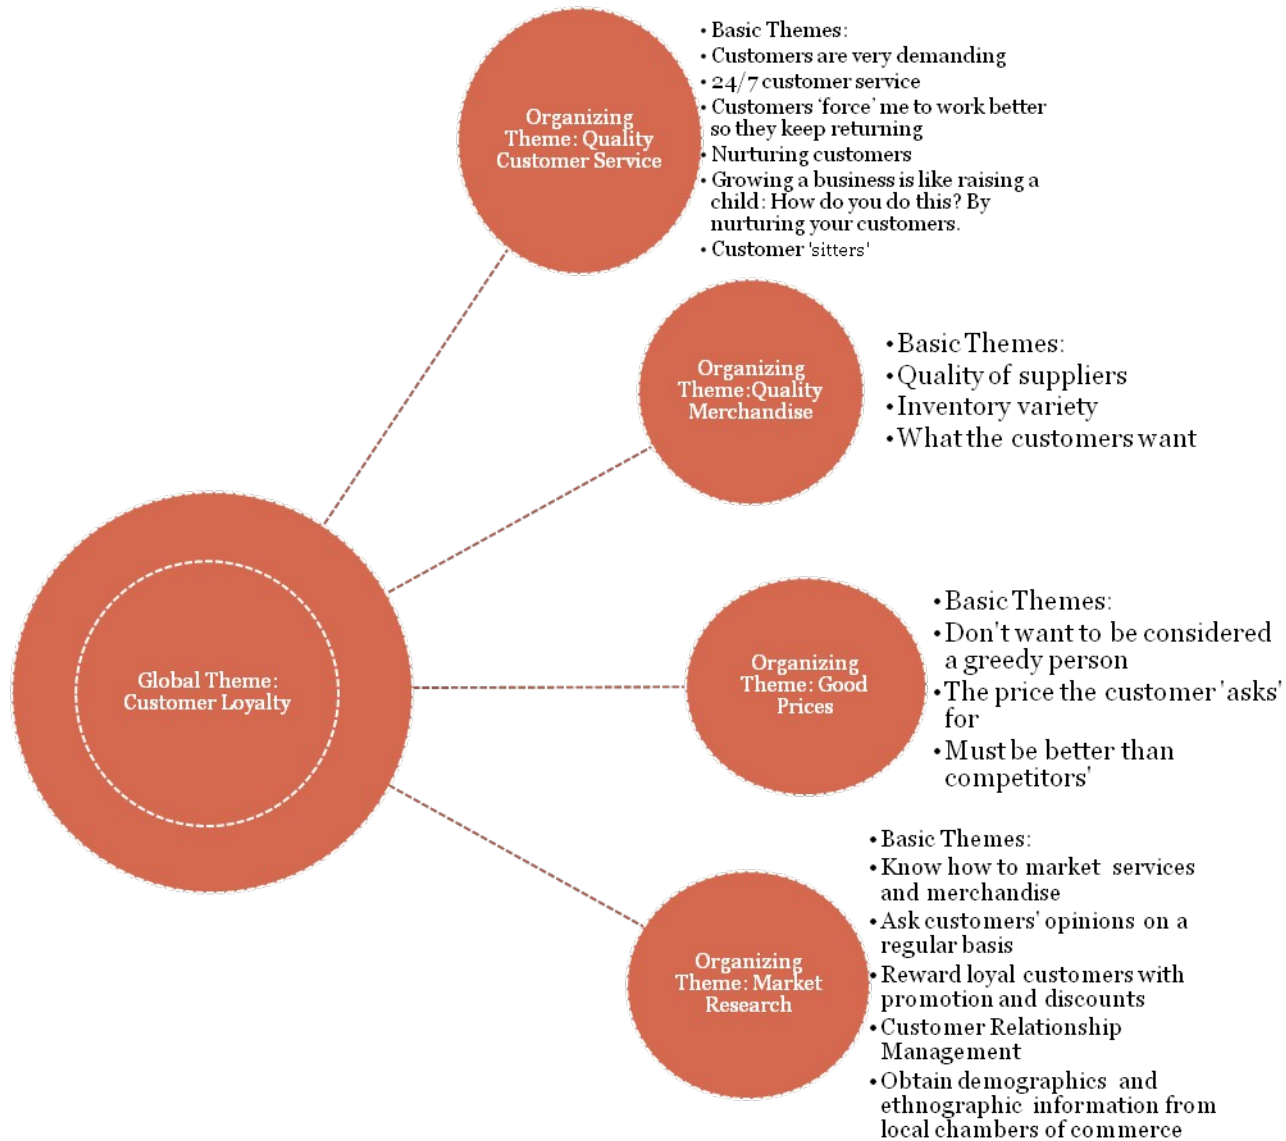 Organizing
Theme: Quality
Customer Service
• Basic Themes:
• Customers are very demanding
• 24/7 customer service
• Customers ‘force’ me to work better
so they keep returning
• Nurturing customers
• Growing a business is like raising a
child: How do you do this? By
nurturing your customers.
• Customer 'sitters'
Organizing
Theme:Quality
Merchandise
• Basic Themes:
• Quality of suppliers
• Inventory variety
• What the customers want
Global Theme:
Customer Loyalty
Organizing
Theme: Good
Prices
• Basic Themes:
• Don't want to be considered
a greedy person
• The price the customer 'asks'
for
• Must be better than
competitors'
Organizing
Theme: Market
Research
• Basic Themes:
• Know how to market services
and merchandise
• Ask customers' opinions on a
regular basis
• Reward loyal customers with
promotion and discounts
• Customer Relationship
Management
• Obtain demographics and
ethnographic information from
local chambers of commerce